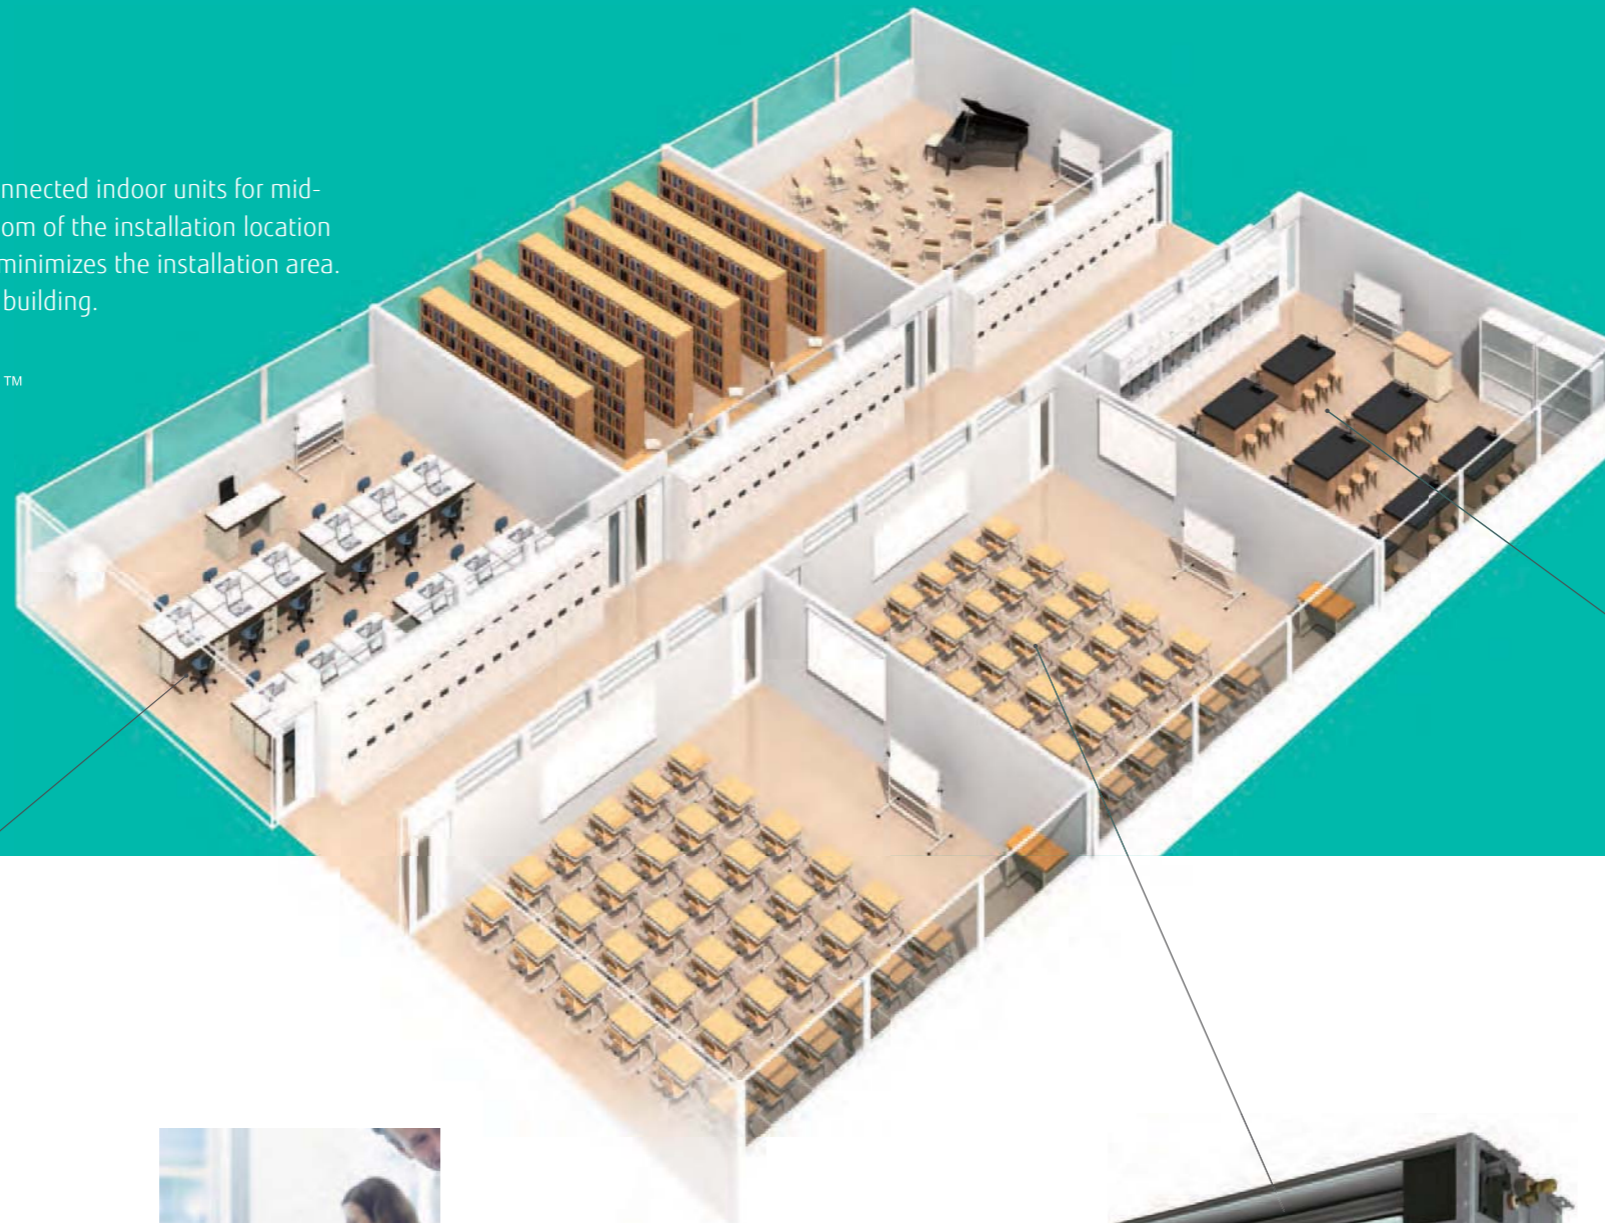 nnected indoor units for mid-
om of the installation location
minimizes the installation area.
building.
™